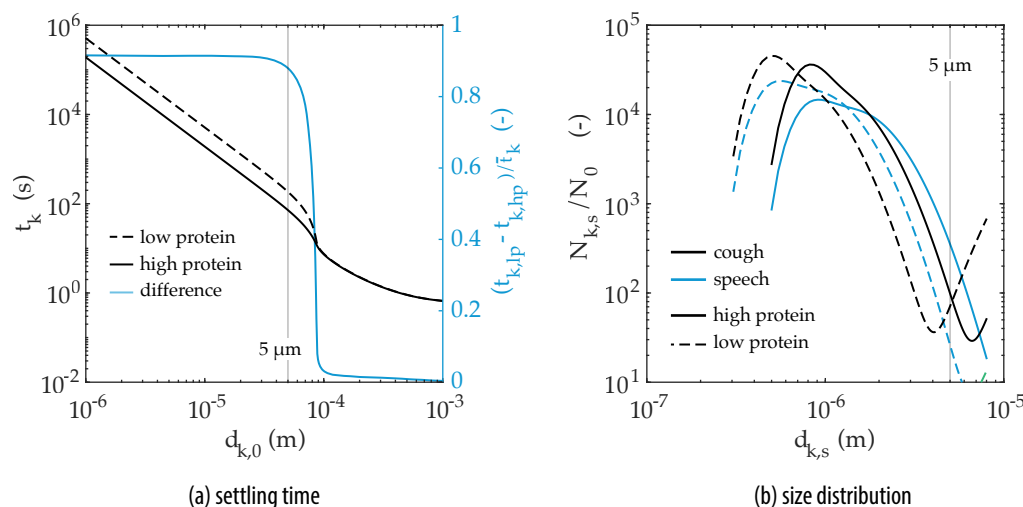 10^6
10^4
10^2
10^0
10^-2
t_k (s)
low protein
high protein
difference
5 μm
10^-6
10^-5
10^-4
10^-3
d_k,0 (m)
1
0.8
0.6
0.4
0.2
0
(t_k,lp - t_k,hp)/t̄_k (-)
(a) settling time
10^5
10^4
10^3
10^2
10^1
N_k,s/N_0 (-)
5 μm
cough
speech
high protein
low protein
10^-7
10^-6
10^-5
d_k,s (m)
(b) size distribution